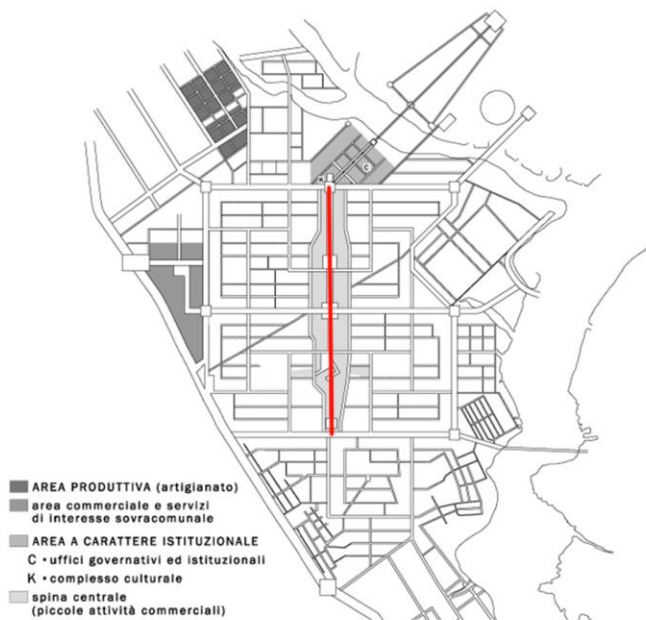 K
C
AREA PRODUTTIVA (artigianato)
area commerciale e servizi
di interesse sovracomunale
AREA A CARATTERE ISTITUZIONALE
C • uffici governativi ed istituzionali
K • complesso culturale
spina centrale
(piccole attività commerciali)